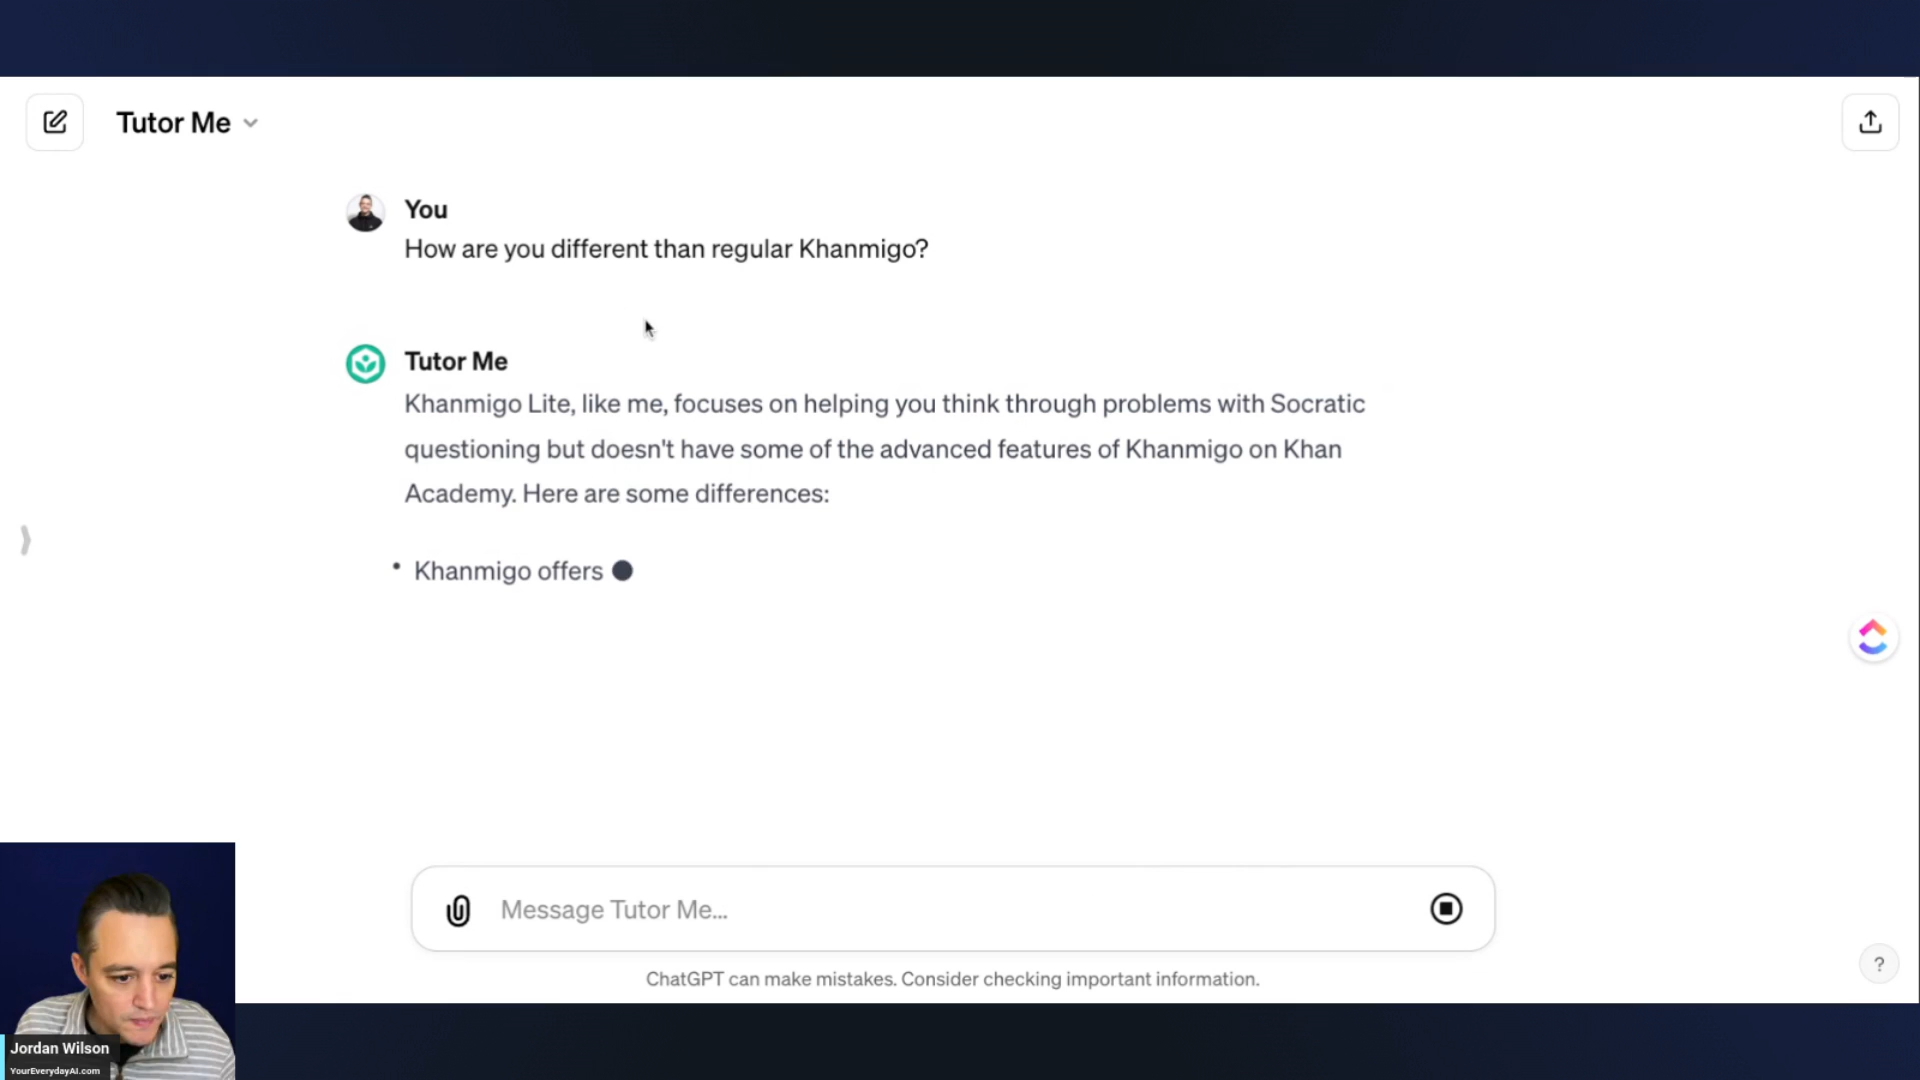 Tutor Me
You
How are you different than regular Khanmigo?
Tutor Me
Khanmigo Lite, like me, focuses on helping you think through problems with Socratic
questioning but doesn't have some of the advanced features of Khanmigo on Khan
Academy. Here are some differences:
• Khanmigo offers
Message Tutor Me...
ChatGPT can make mistakes. Consider checking important information.
?
Jordan Wilson
YourEverydayAI.com